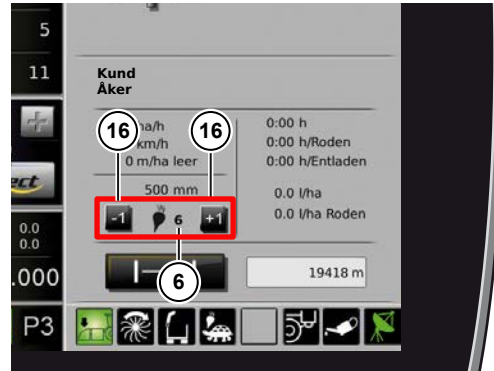 5
11
Kund
Åker
16
ha/h
16
0:00 h
km/h
0:00 h/Roden
0 m/ha leer
0:00 h/Entladen
500 mm
0.0 l/ha
-1
6
+1
0.0 l/ha Roden
0.0
0.0
6
19418 m
.000
P3